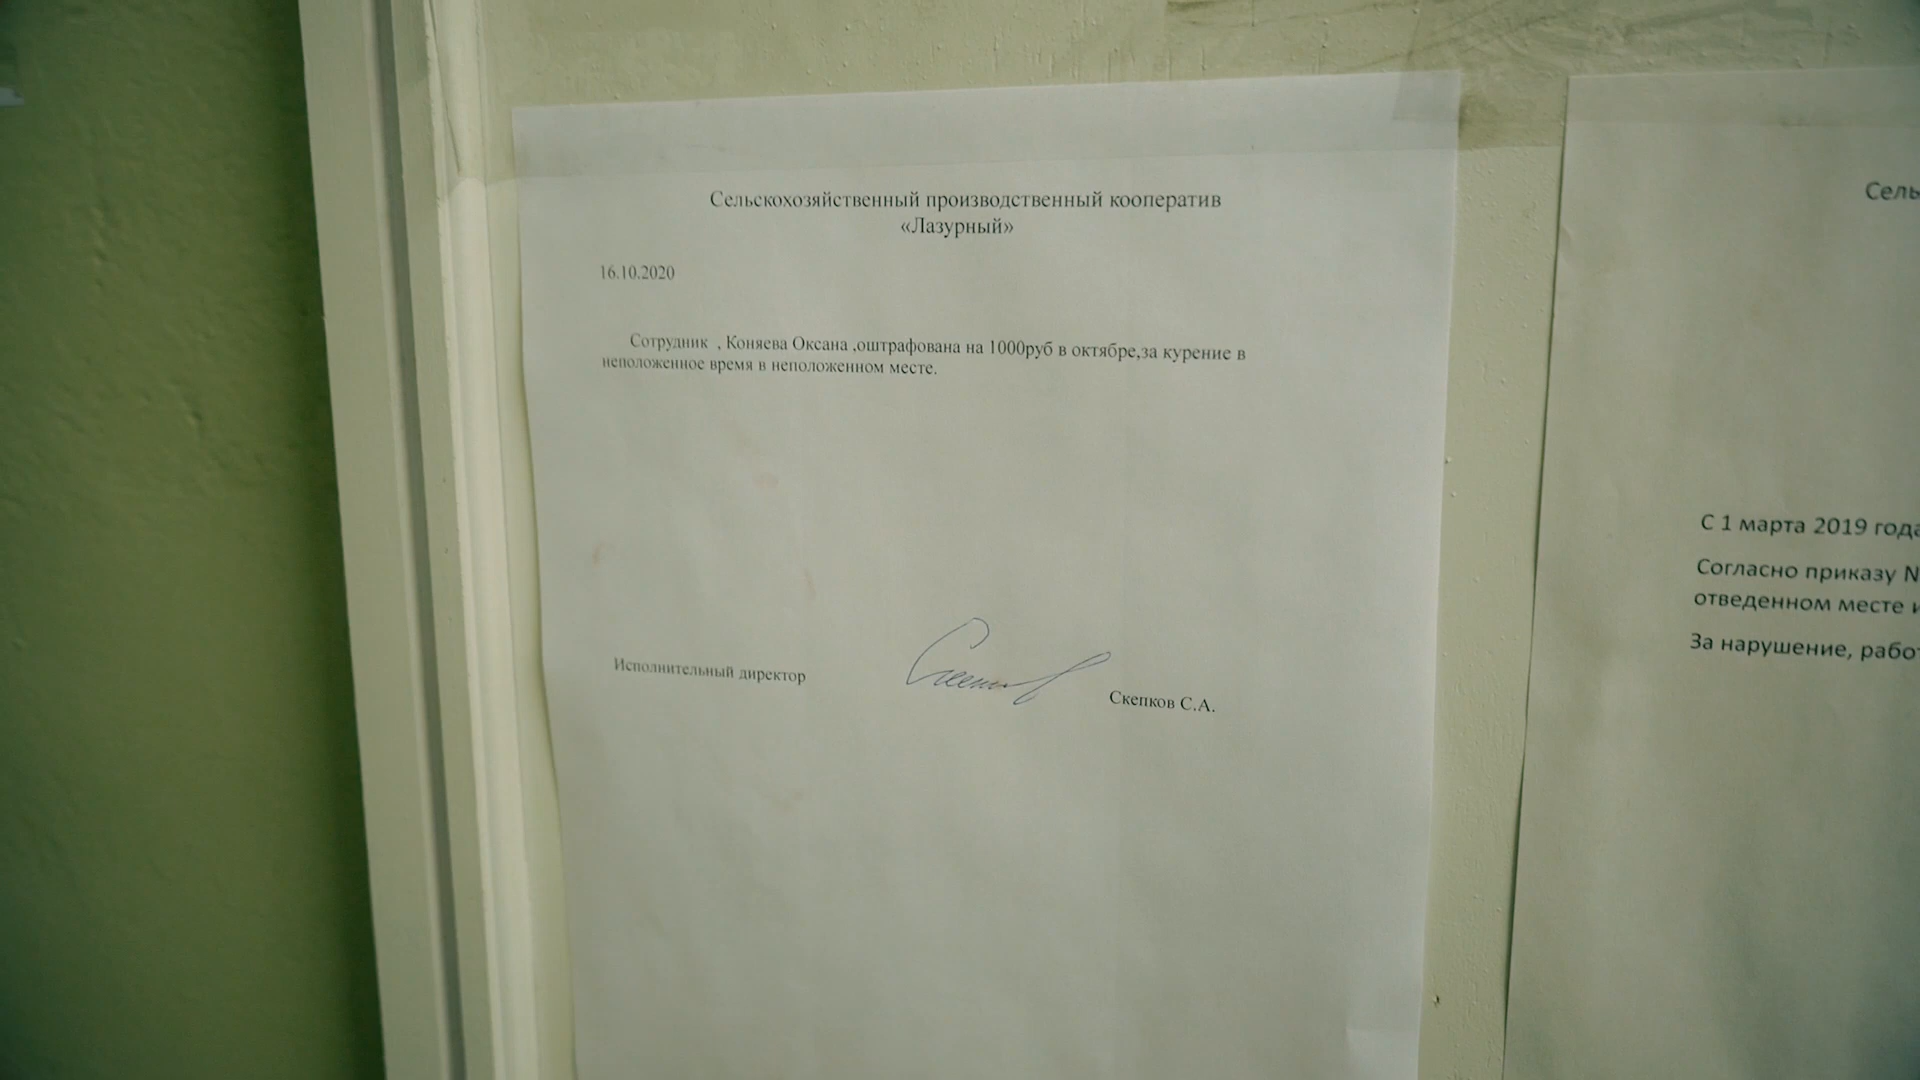 Сельскохозяйственный производственный кооператив
«Лазурный»
16.10.2020
Сотрудник , Коняева Оксана ,оштрафована на 1000руб в октябре,за курение в
неположенное время в неположенном месте.
Исполнительный директор
Скепков С.А.
Сель
С 1 марта 2019 года
Согласно приказу N
отведенном месте и
За нарушение, рабо